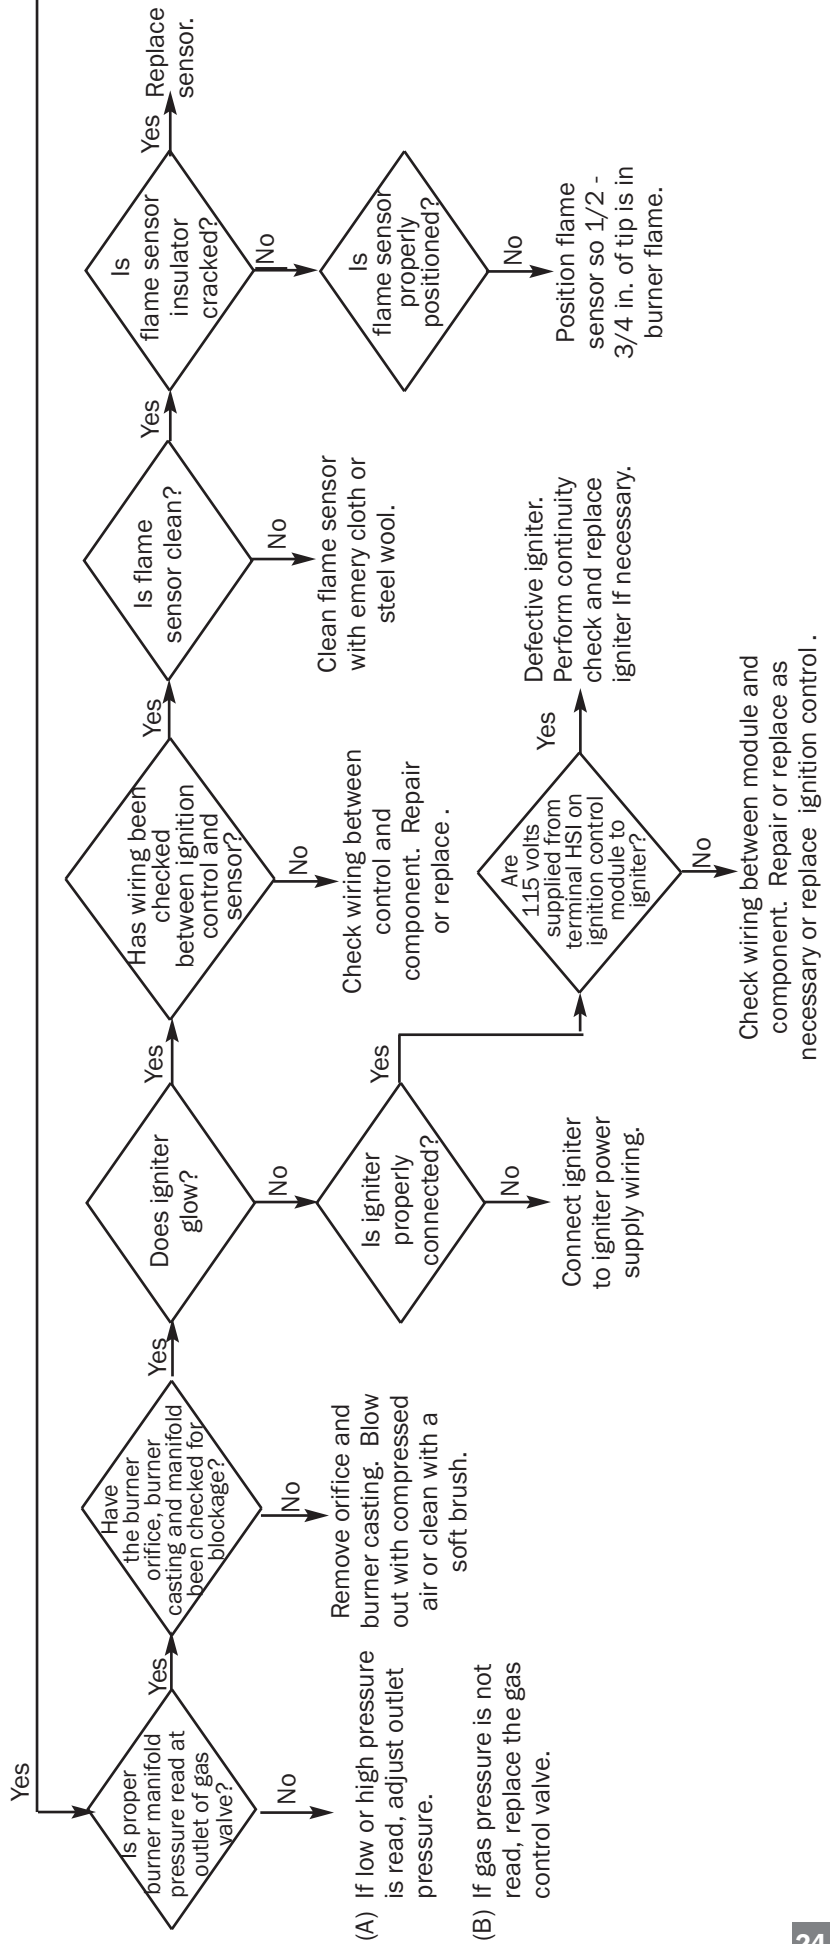 Yes
Is proper
burner manifold
pressure read at
outlet of gas
valve?
Yes
No
(A) If low or high pressure
is read, adjust outlet
pressure.
(B) If gas pressure is not
read, replace the gas
control valve.
Have
the burner
orifice, burner
casting and manifold
been checked for
blockage?
Yes
No
Remove orifice and
burner casting. Blow
out with compressed
air or clean with a
soft brush.
Does igniter
glow?
Yes
No
Is igniter
properly
connected?
Yes
No
Connect igniter
to igniter power
supply wiring.
Are
115 volts
supplied from
terminal HSI on
ignition control
module to
igniter?
Yes
Defective igniter.
Perform continuity
check and replace
igniter If necessary.
No
Check wiring between module and
component. Repair or replace as
necessary or replace ignition control .
Has wiring been
checked
between ignition
control and
sensor?
Yes
No
Check wiring between
control and
component. Repair
or replace .
Is flame
sensor clean?
Yes
No
Clean flame sensor
with emery cloth or
steel wool.
Is
flame sensor
insulator
cracked?
Yes
Replace
sensor.
No
Is
flame sensor
properly
positioned?
No
Position flame
sensor so 1/2 -
3/4 in. of tip is in
burner flame.
24